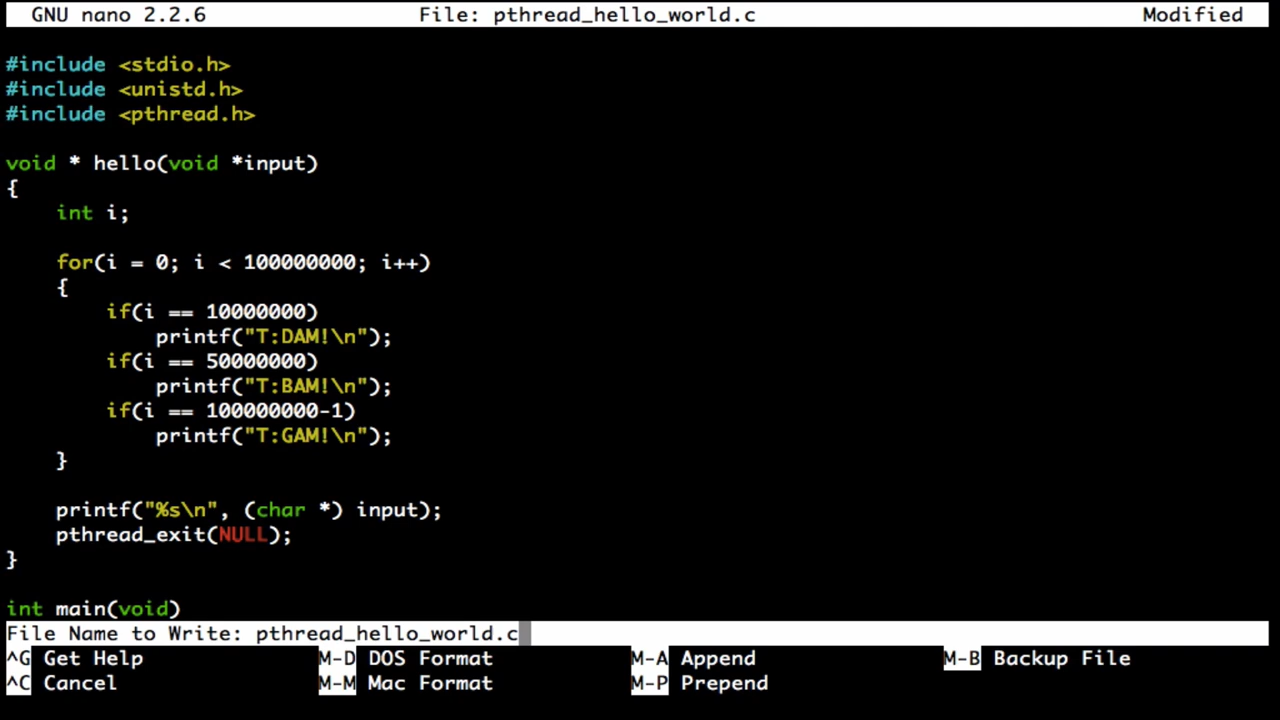 GNU nano 2.2.6 File: pthread_hello_world.c Modified
#include <stdio.h>
#include <unistd.h>
#include <pthread.h>
void * hello(void *input)
{
int i;
for(i = 0; i < 100000000; i++)
{
if(i == 10000000)
printf("T:DAM!\n");
if(i == 50000000)
printf("T:BAM!\n");
if(i == 100000000-1)
printf("T:GAM!\n");
}
printf("%s\n", (char *) input);
pthread_exit(NULL);
}
int main(void)
File Name to Write: pthread_hello_world.c
^G Get Help M-D DOS Format M-A Append M-B Backup File
^C Cancel M-M Mac Format M-P Prepend